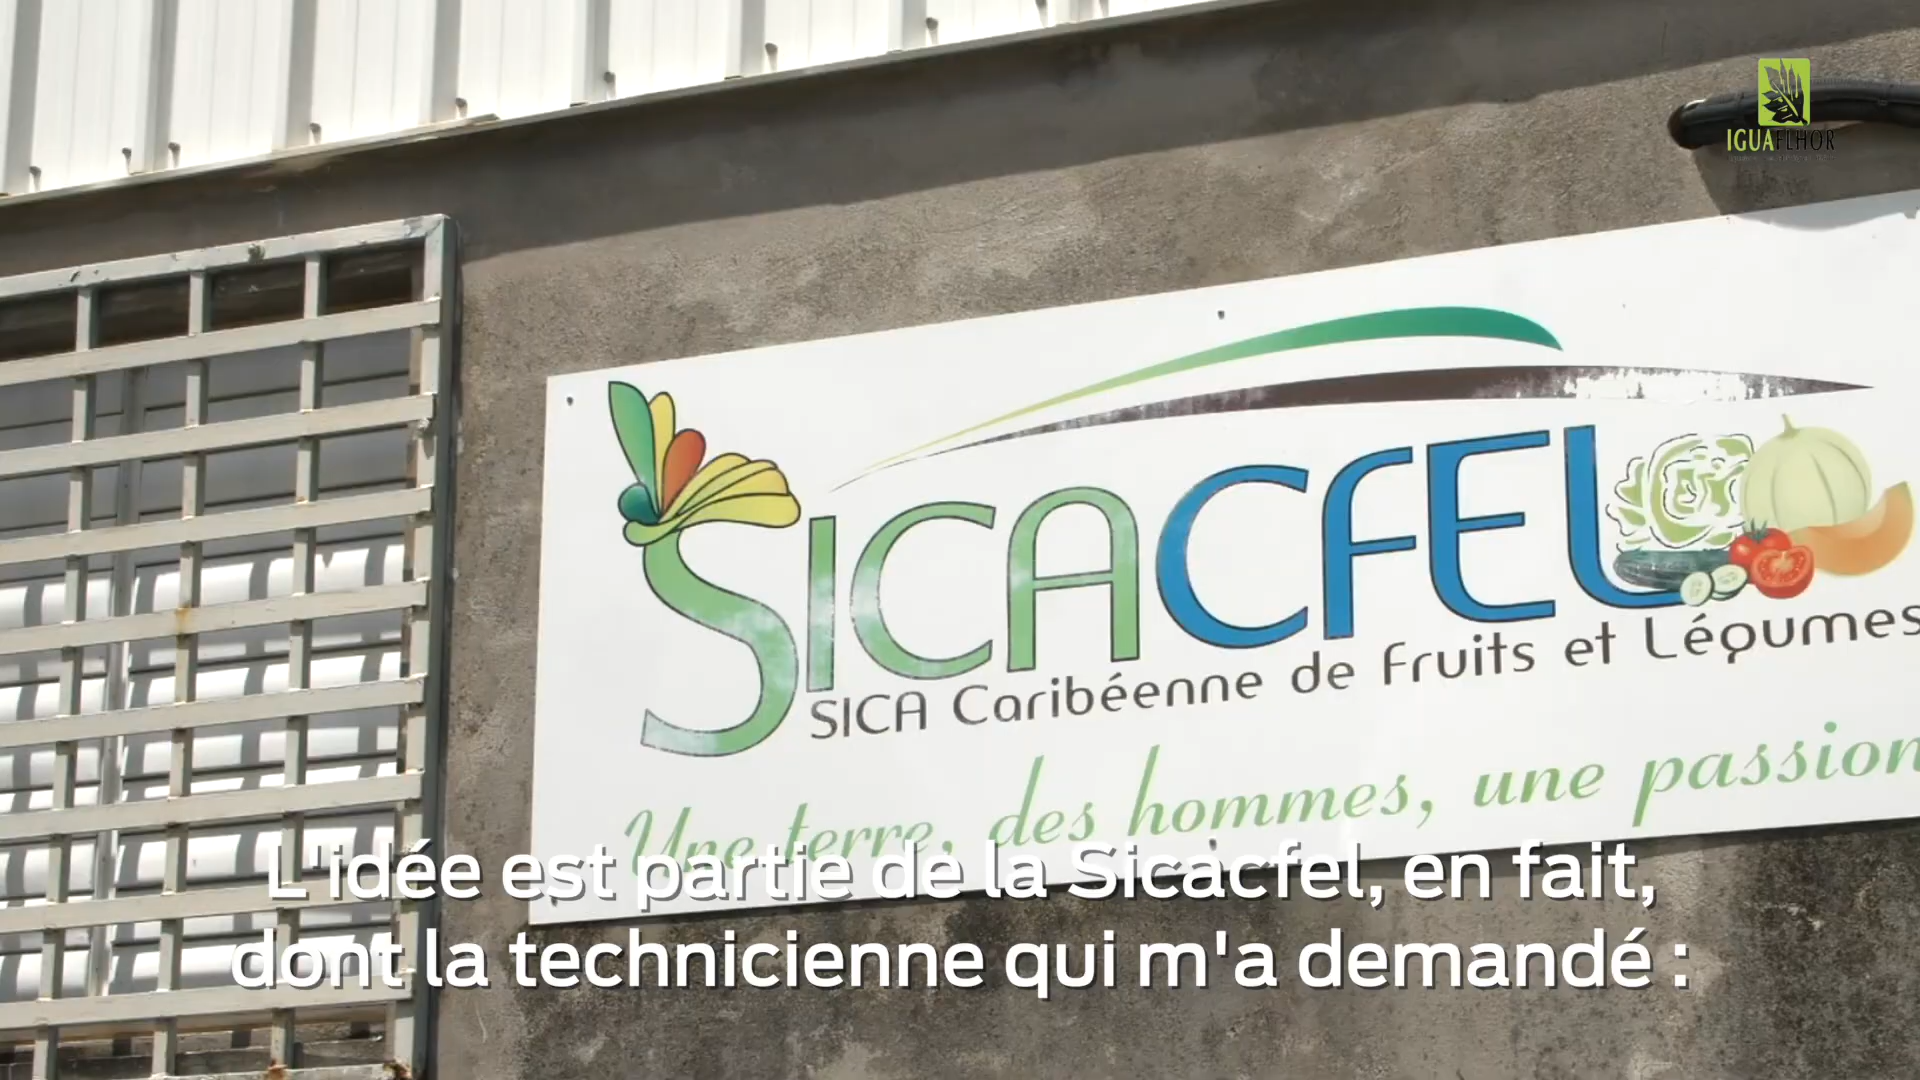 IGUAFLHOR
SICACFEL
SICA Caribéenne de Fruits et Légumes
Une terre, des hommes, une passion
L'idée est partie de la Sicacfel, en fait,
dont la technicienne qui m'a demandé :